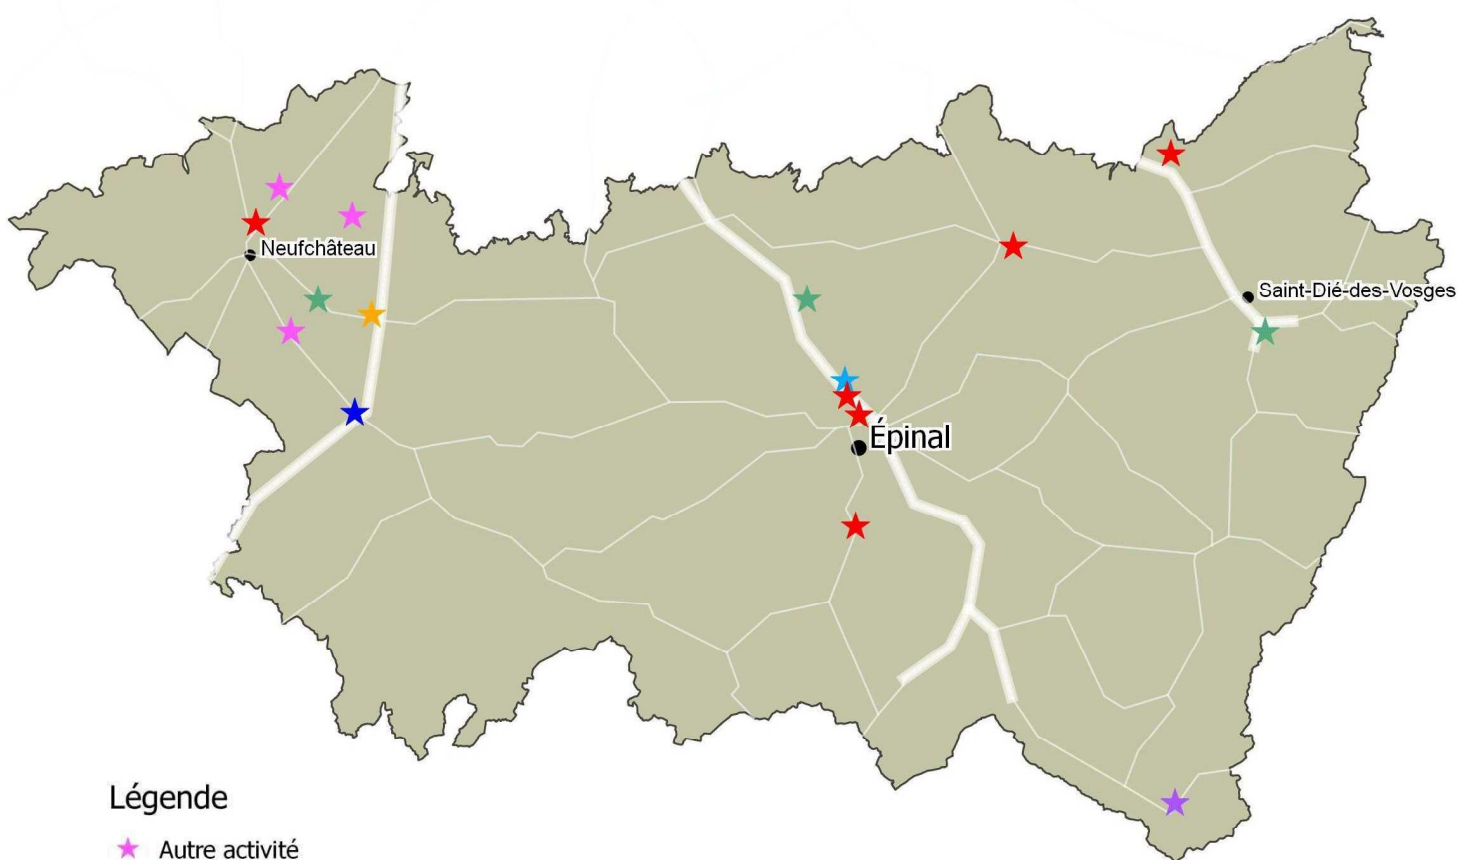 Neufchâteau
Saint-Dié-des-Vosges
Épinal
Légende
Autre activité